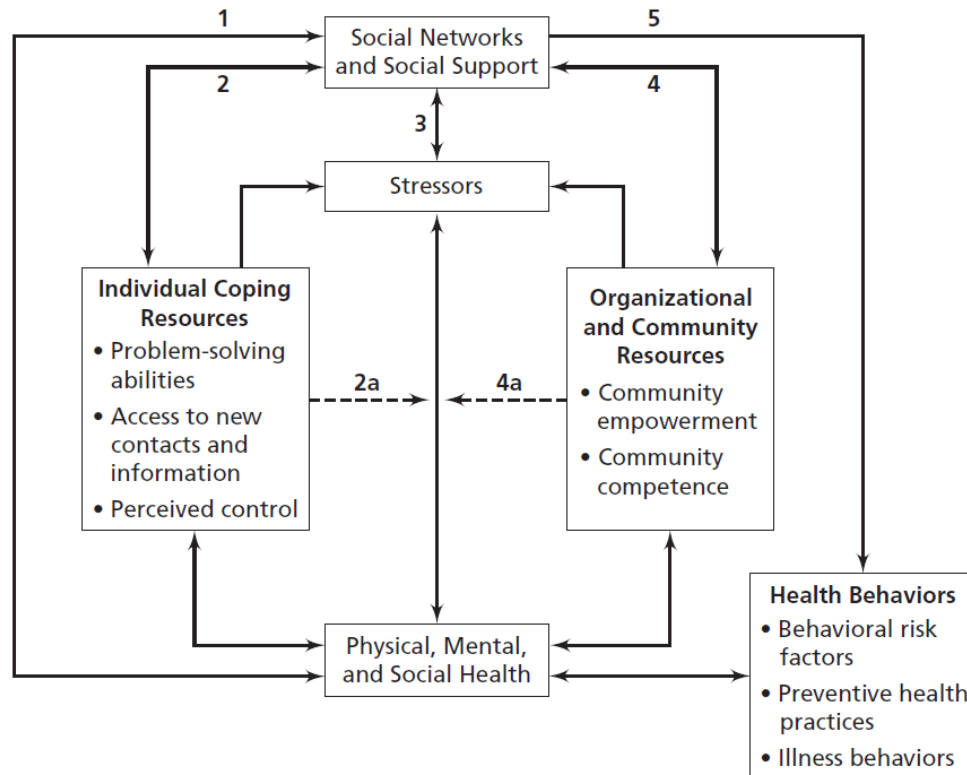 1
5
Social Networks
and Social Support
2
4
3
Stressors
Individual Coping
Resources
• Problem-solving
abilities
• Access to new
contacts and
information
• Perceived control
2a
4a
Organizational
and Community
Resources
• Community
empowerment
• Community
competence
Physical, Mental,
and Social Health
Health Behaviors
• Behavioral risk
factors
• Preventive health
practices
• Illness behaviors